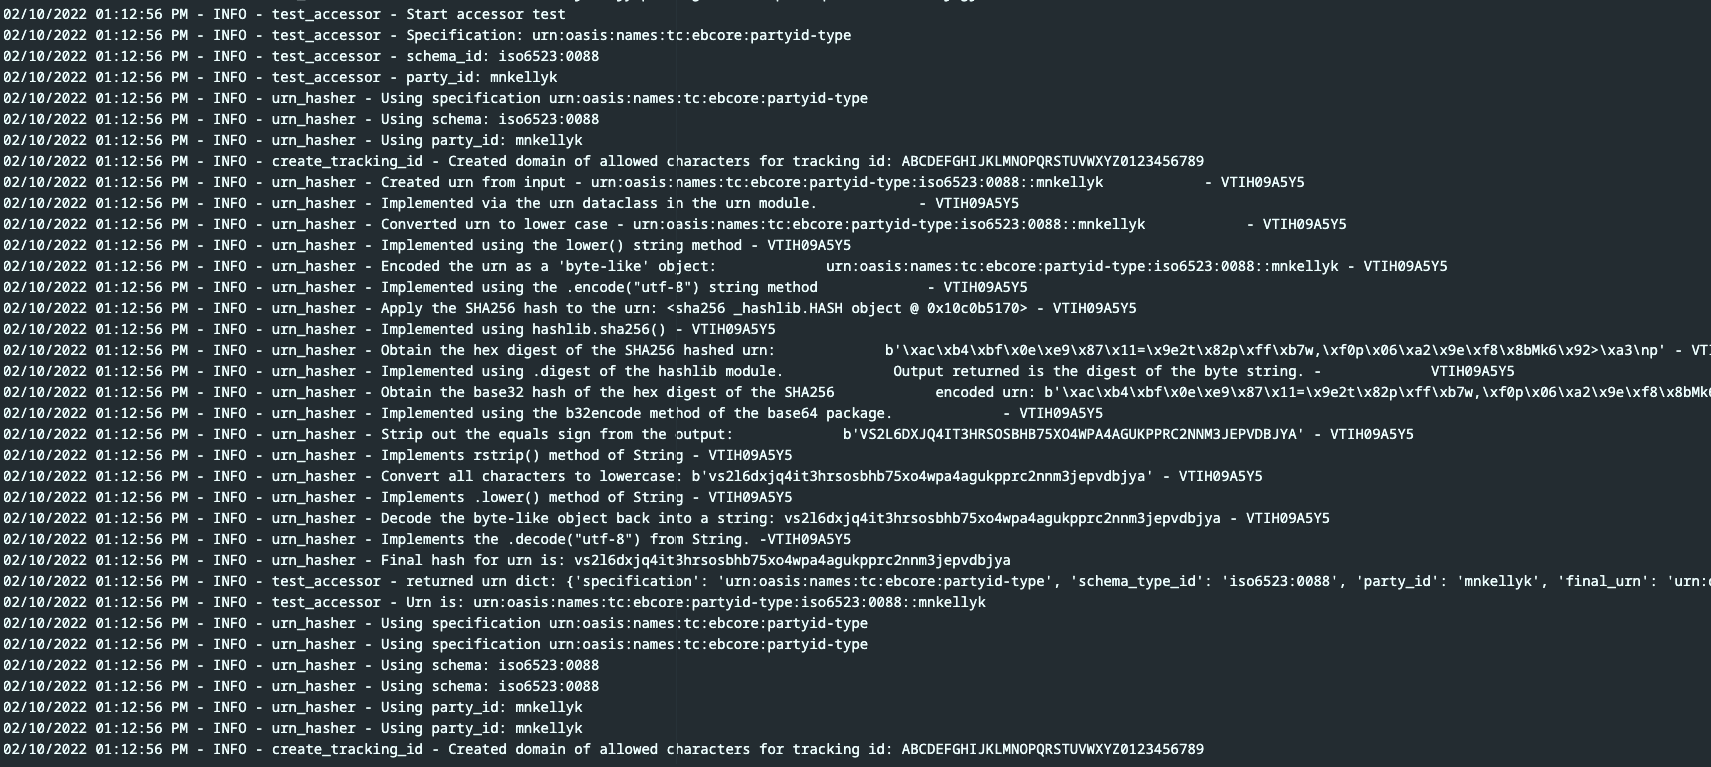 02/10/2022 01:12:56 PM - INFO - test_accessor - Start accessor test
02/10/2022 01:12:56 PM - INFO - test_accessor - Specification: urn:oasis:names:tc:ebcore:partyid-type
02/10/2022 01:12:56 PM - INFO - test_accessor - schema_id: iso6523:0088
02/10/2022 01:12:56 PM - INFO - test_accessor - party_id: mnkellyk
02/10/2022 01:12:56 PM - INFO - urn_hasher - Using specification urn:oasis:names:tc:ebcore:partyid-type
02/10/2022 01:12:56 PM - INFO - urn_hasher - Using schema: iso6523:0088
02/10/2022 01:12:56 PM - INFO - urn_hasher - Using party_id: mnkellyk
02/10/2022 01:12:56 PM - INFO - create_tracking_id - Created domain of allowed characters for tracking id: ABCDEFGHIJKLMNOPQRSTUVWXYZ0123456789
02/10/2022 01:12:56 PM - INFO - urn_hasher - Created urn from input - urn:oasis:names:tc:ebcore:partyid-type:iso6523:0088::mnkellyk            - VTIH09A5Y5
02/10/2022 01:12:56 PM - INFO - urn_hasher - Implemented via the urn dataclass in the urn module.            - VTIH09A5Y5
02/10/2022 01:12:56 PM - INFO - urn_hasher - Converted urn to lower case - urn:oasis:names:tc:ebcore:partyid-type:iso6523:0088::mnkellyk            - VTIH09A5Y5
02/10/2022 01:12:56 PM - INFO - urn_hasher - Implemented using the lower() string method - VTIH09A5Y5
02/10/2022 01:12:56 PM - INFO - urn_hasher - Encoded the urn as a 'byte-like' object:             urn:oasis:names:tc:ebcore:partyid-type:iso6523:0088::mnkellyk - VTIH09A5Y5
02/10/2022 01:12:56 PM - INFO - urn_hasher - Implemented using the .encode("utf-8") string method             - VTIH09A5Y5
02/10/2022 01:12:56 PM - INFO - urn_hasher - Apply the SHA256 hash to the urn: <sha256 _hashlib.HASH object @ 0x10c0b5170> - VTIH09A5Y5
02/10/2022 01:12:56 PM - INFO - urn_hasher - Implemented using hashlib.sha256() - VTIH09A5Y5
02/10/2022 01:12:56 PM - INFO - urn_hasher - Obtain the hex digest of the SHA256 hashed urn:             b'\xac\xb4\xbf\x0e\xe9\x87\x11=\x9e2t\x82p\xff\xb7w,\xf0p\x06\xa2\x9e\xf8\x8bMk6\x92>\xa3\np' - VTI
02/10/2022 01:12:56 PM - INFO - urn_hasher - Implemented using .digest of the hashlib module.             Output returned is the digest of the byte string. -             VTIH09A5Y5
02/10/2022 01:12:56 PM - INFO - urn_hasher - Obtain the base32 hash of the hex digest of the SHA256            encoded urn: b'\xac\xb4\xbf\x0e\xe9\x87\x11=\x9e2t\x82p\xff\xb7w,\xf0p\x06\xa2\x9e\xf8\x8bMk6
02/10/2022 01:12:56 PM - INFO - urn_hasher - Implemented using the b32encode method of the base64 package.             - VTIH09A5Y5
02/10/2022 01:12:56 PM - INFO - urn_hasher - Strip out the equals sign from the output:             b'VS2L6DXJQ4IT3HRSOSBHB75XO4WPA4AGUKPPRC2NNM3JEPVDBJYA' - VTIH09A5Y5
02/10/2022 01:12:56 PM - INFO - urn_hasher - Implements rstrip() method of String - VTIH09A5Y5
02/10/2022 01:12:56 PM - INFO - urn_hasher - Convert all characters to lowercase: b'vs2l6dxjq4it3hrsosbhb75xo4wpa4agukpprc2nnm3jepvdbjya' - VTIH09A5Y5
02/10/2022 01:12:56 PM - INFO - urn_hasher - Implements .lower() method of String - VTIH09A5Y5
02/10/2022 01:12:56 PM - INFO - urn_hasher - Decode the byte-like object back into a string: vs2l6dxjq4it3hrsosbhb75xo4wpa4agukpprc2nnm3jepvdbjya - VTIH09A5Y5
02/10/2022 01:12:56 PM - INFO - urn_hasher - Implements the .decode("utf-8") from String. -VTIH09A5Y5
02/10/2022 01:12:56 PM - INFO - urn_hasher - Final hash for urn is: vs2l6dxjq4it3hrsosbhb75xo4wpa4agukpprc2nnm3jepvdbjya
02/10/2022 01:12:56 PM - INFO - test_accessor - returned urn dict: {'specification': 'urn:oasis:names:tc:ebcore:partyid-type', 'schema_type_id': 'iso6523:0088', 'party_id': 'mnkellyk', 'final_urn': 'urn:o
02/10/2022 01:12:56 PM - INFO - test_accessor - Urn is: urn:oasis:names:tc:ebcore:partyid-type:iso6523:0088::mnkellyk
02/10/2022 01:12:56 PM - INFO - urn_hasher - Using specification urn:oasis:names:tc:ebcore:partyid-type
02/10/2022 01:12:56 PM - INFO - urn_hasher - Using specification urn:oasis:names:tc:ebcore:partyid-type
02/10/2022 01:12:56 PM - INFO - urn_hasher - Using schema: iso6523:0088
02/10/2022 01:12:56 PM - INFO - urn_hasher - Using schema: iso6523:0088
02/10/2022 01:12:56 PM - INFO - urn_hasher - Using party_id: mnkellyk
02/10/2022 01:12:56 PM - INFO - urn_hasher - Using party_id: mnkellyk
02/10/2022 01:12:56 PM - INFO - create_tracking_id - Created domain of allowed characters for tracking id: ABCDEFGHIJKLMNOPQRSTUVWXYZ0123456789